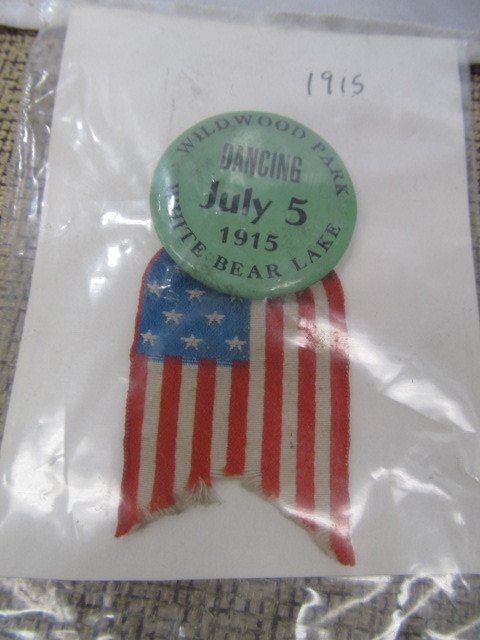 1915
WILDWOOD PARK
DANCING
July 5
1915
WHITE BEAR LAKE